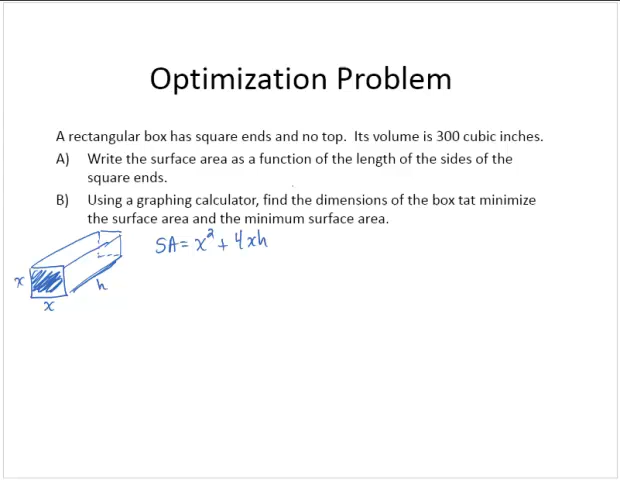 Optimization Problem
A rectangular box has square ends and no top. Its volume is 300 cubic inches.
A) Write the surface area as a function of the length of the sides of the
square ends.
B) Using a graphing calculator, find the dimensions of the box tat minimize
the surface area and the minimum surface area.
SA = x² + 4xh
x
h
x